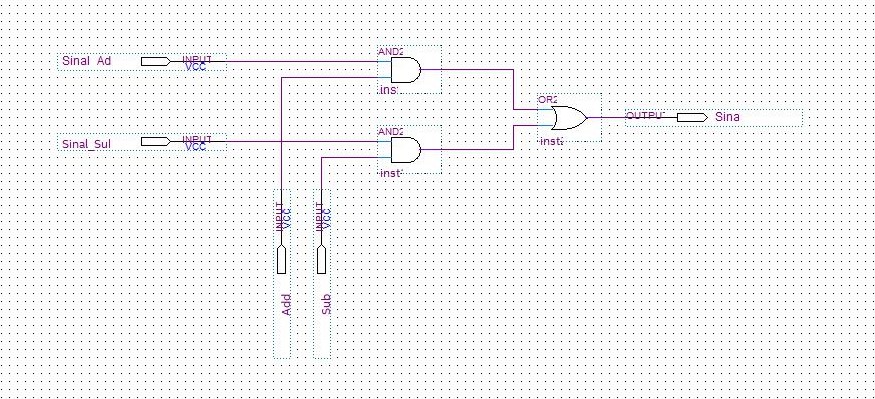 Sinal_Ad
INPUT
VCC
AND2
ins
OR2
OUTPUT
Sina
inst
Sinal_Sul
INPUT
VCC
AND2
inst
INPUT
VCC
INPUT
VCC
Add
Sub